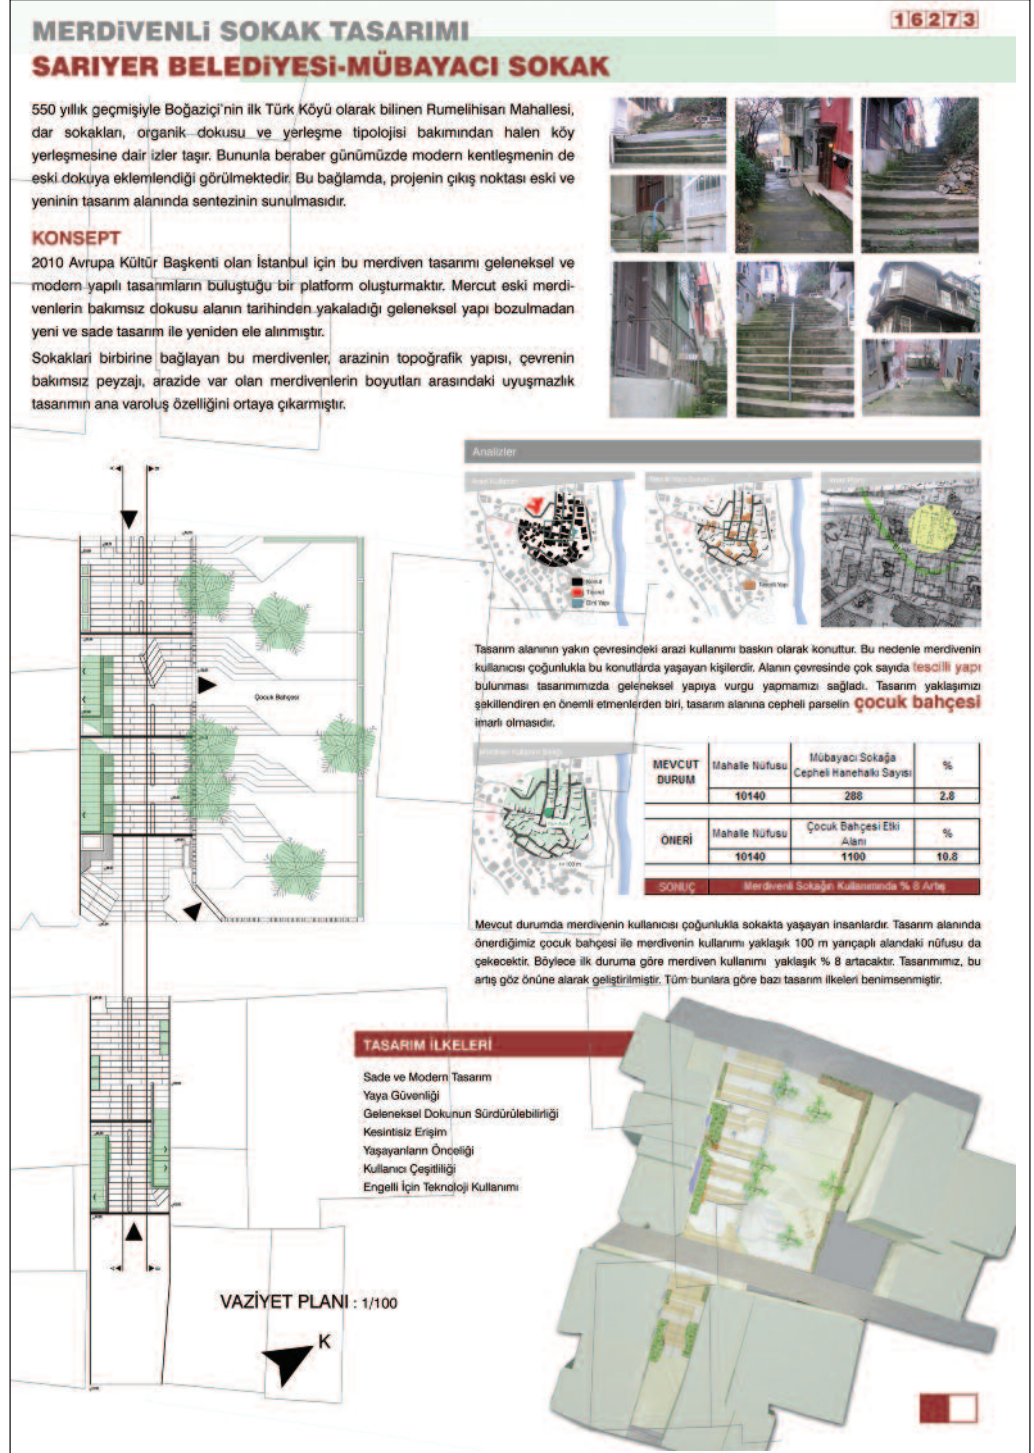 MERDiVENLi SOKAK TASARIMI
16273
SARIYER BELEDiYESi-MÜBAYACI SOKAK
550 yıllık geçmişiyle Boğaziçi'nin ilk Türk Köyü olarak bilinen Rumelihisarı Mahallesi,
dar sokakları, organik dokusu ve yerleşme tipolojisi bakımından halen köy
yerleşmesine dair izler taşır. Bununla beraber günümüzde modern kentleşmenin de
eski dokuya eklemlendiği görülmektedir. Bu bağlamda, projenin çıkış noktası eski ve
yeninin tasarım alanında sentezinin sunulmasıdır.
KONSEPT
2010 Avrupa Kültür Başkenti olan İstanbul için bu merdiven tasarımı geleneksel ve
modern yapılı tasarımların buluştuğu bir platform oluşturmaktır. Mercut eski merdi-
venlerin bakımsız dokusu alanın tarihinden yakaladığı geleneksel yapı bozulmadan
yeni ve sade tasarım ile yeniden ele alınmıştır.
Sokaklari birbirine bağlayan bu merdivenler, arazinin topoğrafik yapısı, çevrenin
bakımsız peyzajı, arazide var olan merdivenlerin boyutları arasındaki uyuşmazlık
tasarımın ana varoluş özelliğini ortaya çıkarmıştır.
Analizler
Konut
Ticaret
Dini Yapı
Tescilli Yapı
Tasarım alanının yakın çevresindeki arazi kullanımı baskın olarak konuttur. Bu nedenle merdivenin
kullanıcısı çoğunlukla bu konutlarda yaşayan kişilerdir. Alanın çevresinde çok sayıda tescilli yapı
bulunması tasarımımızda geleneksel yapıya vurgu yapmamızı sağladı. Tasarım yaklaşımızı
şekillendiren en önemli etmenlerden biri, tasarım alanına cepheli parselin çocuk bahçesi
imarlı olmasıdır.
Çocuk Bahçesi
MEVCUT DURUM
Mahalle Nüfusu
Mübayacı Sokağa Cepheli Hanehalkı Sayısı
%
10140
288
2.8
ÖNERİ
Mahalle Nüfusu
Çocuk Bahçesi Etki Alanı
%
10140
1100
10.8
SONUÇ
Merdivenli Sokağın Kullanımında % 8 Artış
Mevcut durumda merdivenin kullanıcısı çoğunlukla sokakta yaşayan insanlardır. Tasarım alanında
önerdiğimiz çocuk bahçesi ile merdivenin kullanımı yaklaşık 100 m yarıçaplı alandaki nüfusu da
çekecektir. Böylece ilk duruma göre merdiven kullanımı yaklaşık % 8 artacaktır. Tasarımımız, bu
artış göz önüne alarak geliştirilmiştir. Tüm bunlara göre bazı tasarım ilkeleri benimsenmiştir.
TASARIM İLKELERİ
Sade ve Modern Tasarım
Yaya Güvenliği
Geleneksel Dokunun Sürdürülebilirliği
Kesintisiz Erişim
Yaşayanların Önceliği
Kullanıcı Çeşitliliği
Engelli İçin Teknoloji Kullanımı
VAZİYET PLANI : 1/100
K